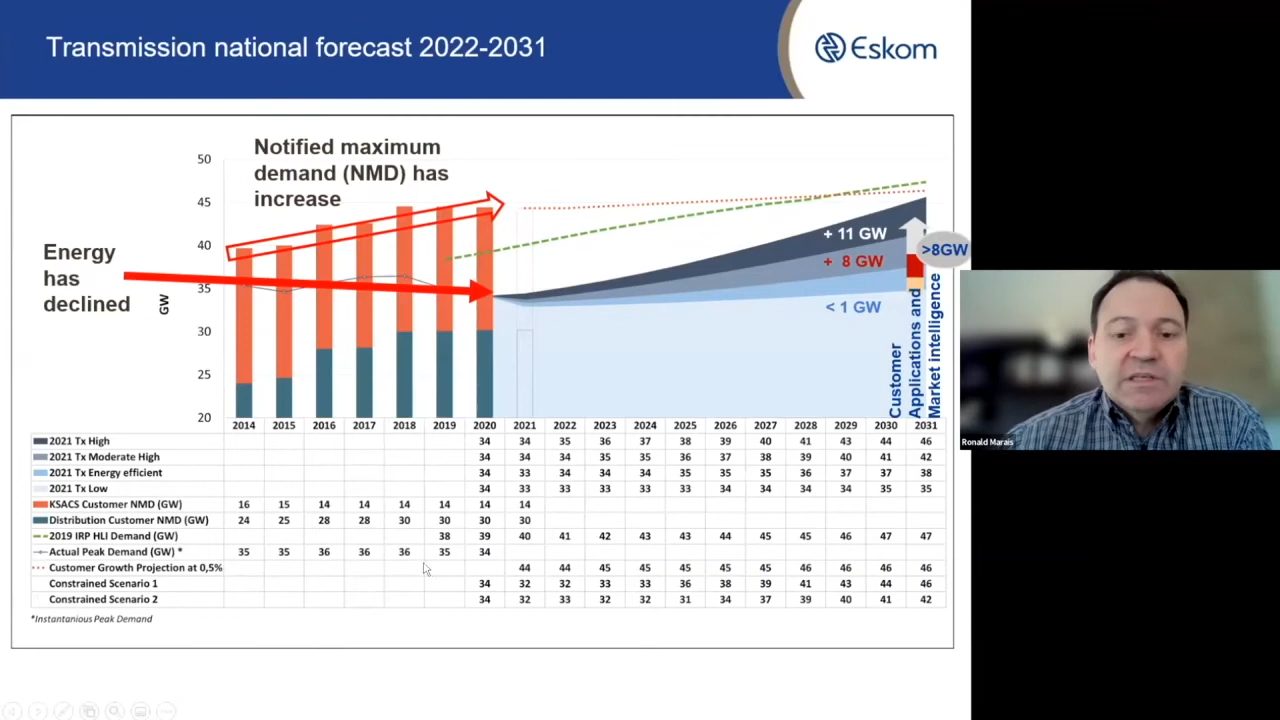 Transmission national forecast 2022-2031
Eskom
Notified maximum
demand (NMD) has
increase
Energy
has
declined
GW
50
45
40
35
30
25
20
+ 11 GW
+ 8 GW
< 1 GW
>8GW
Customer
Applications and
Market intelligence
2014 2015 2016 2017 2018 2019 2020 2021 2022 2023 2024 2025 2026 2027 2028 2029 2030 2031
2021 Tx High 34 34 35 36 37 38 39 40 41 43 44 46
2021 Tx Moderate High 34 34 34 35 35 36 37 38 39 40 41 42
2021 Tx Energy efficient 34 33 34 34 34 35 35 35 36 37 37 38
2021 Tx Low 34 33 33 33 33 33 34 34 34 34 35 35
KSACS Customer NMD (GW) 16 15 14 14 14 14 14 14
Distribution Customer NMD (GW) 24 25 28 28 30 30 30 30
2019 IRP HLI Demand (GW) 38 39 40 41 42 43 43 44 45 45 46 47 47
Actual Peak Demand (GW) * 35 35 36 36 36 35 34
Customer Growth Projection at 0,5% 44 44 45 45 45 45 45 46 46 46 46
Constrained Scenario 1 34 32 32 33 33 36 38 39 41 43 44 46
Constrained Scenario 2 34 32 33 32 32 31 34 37 39 40 41 42
*Instantanious Peak Demand
Ronald Marais